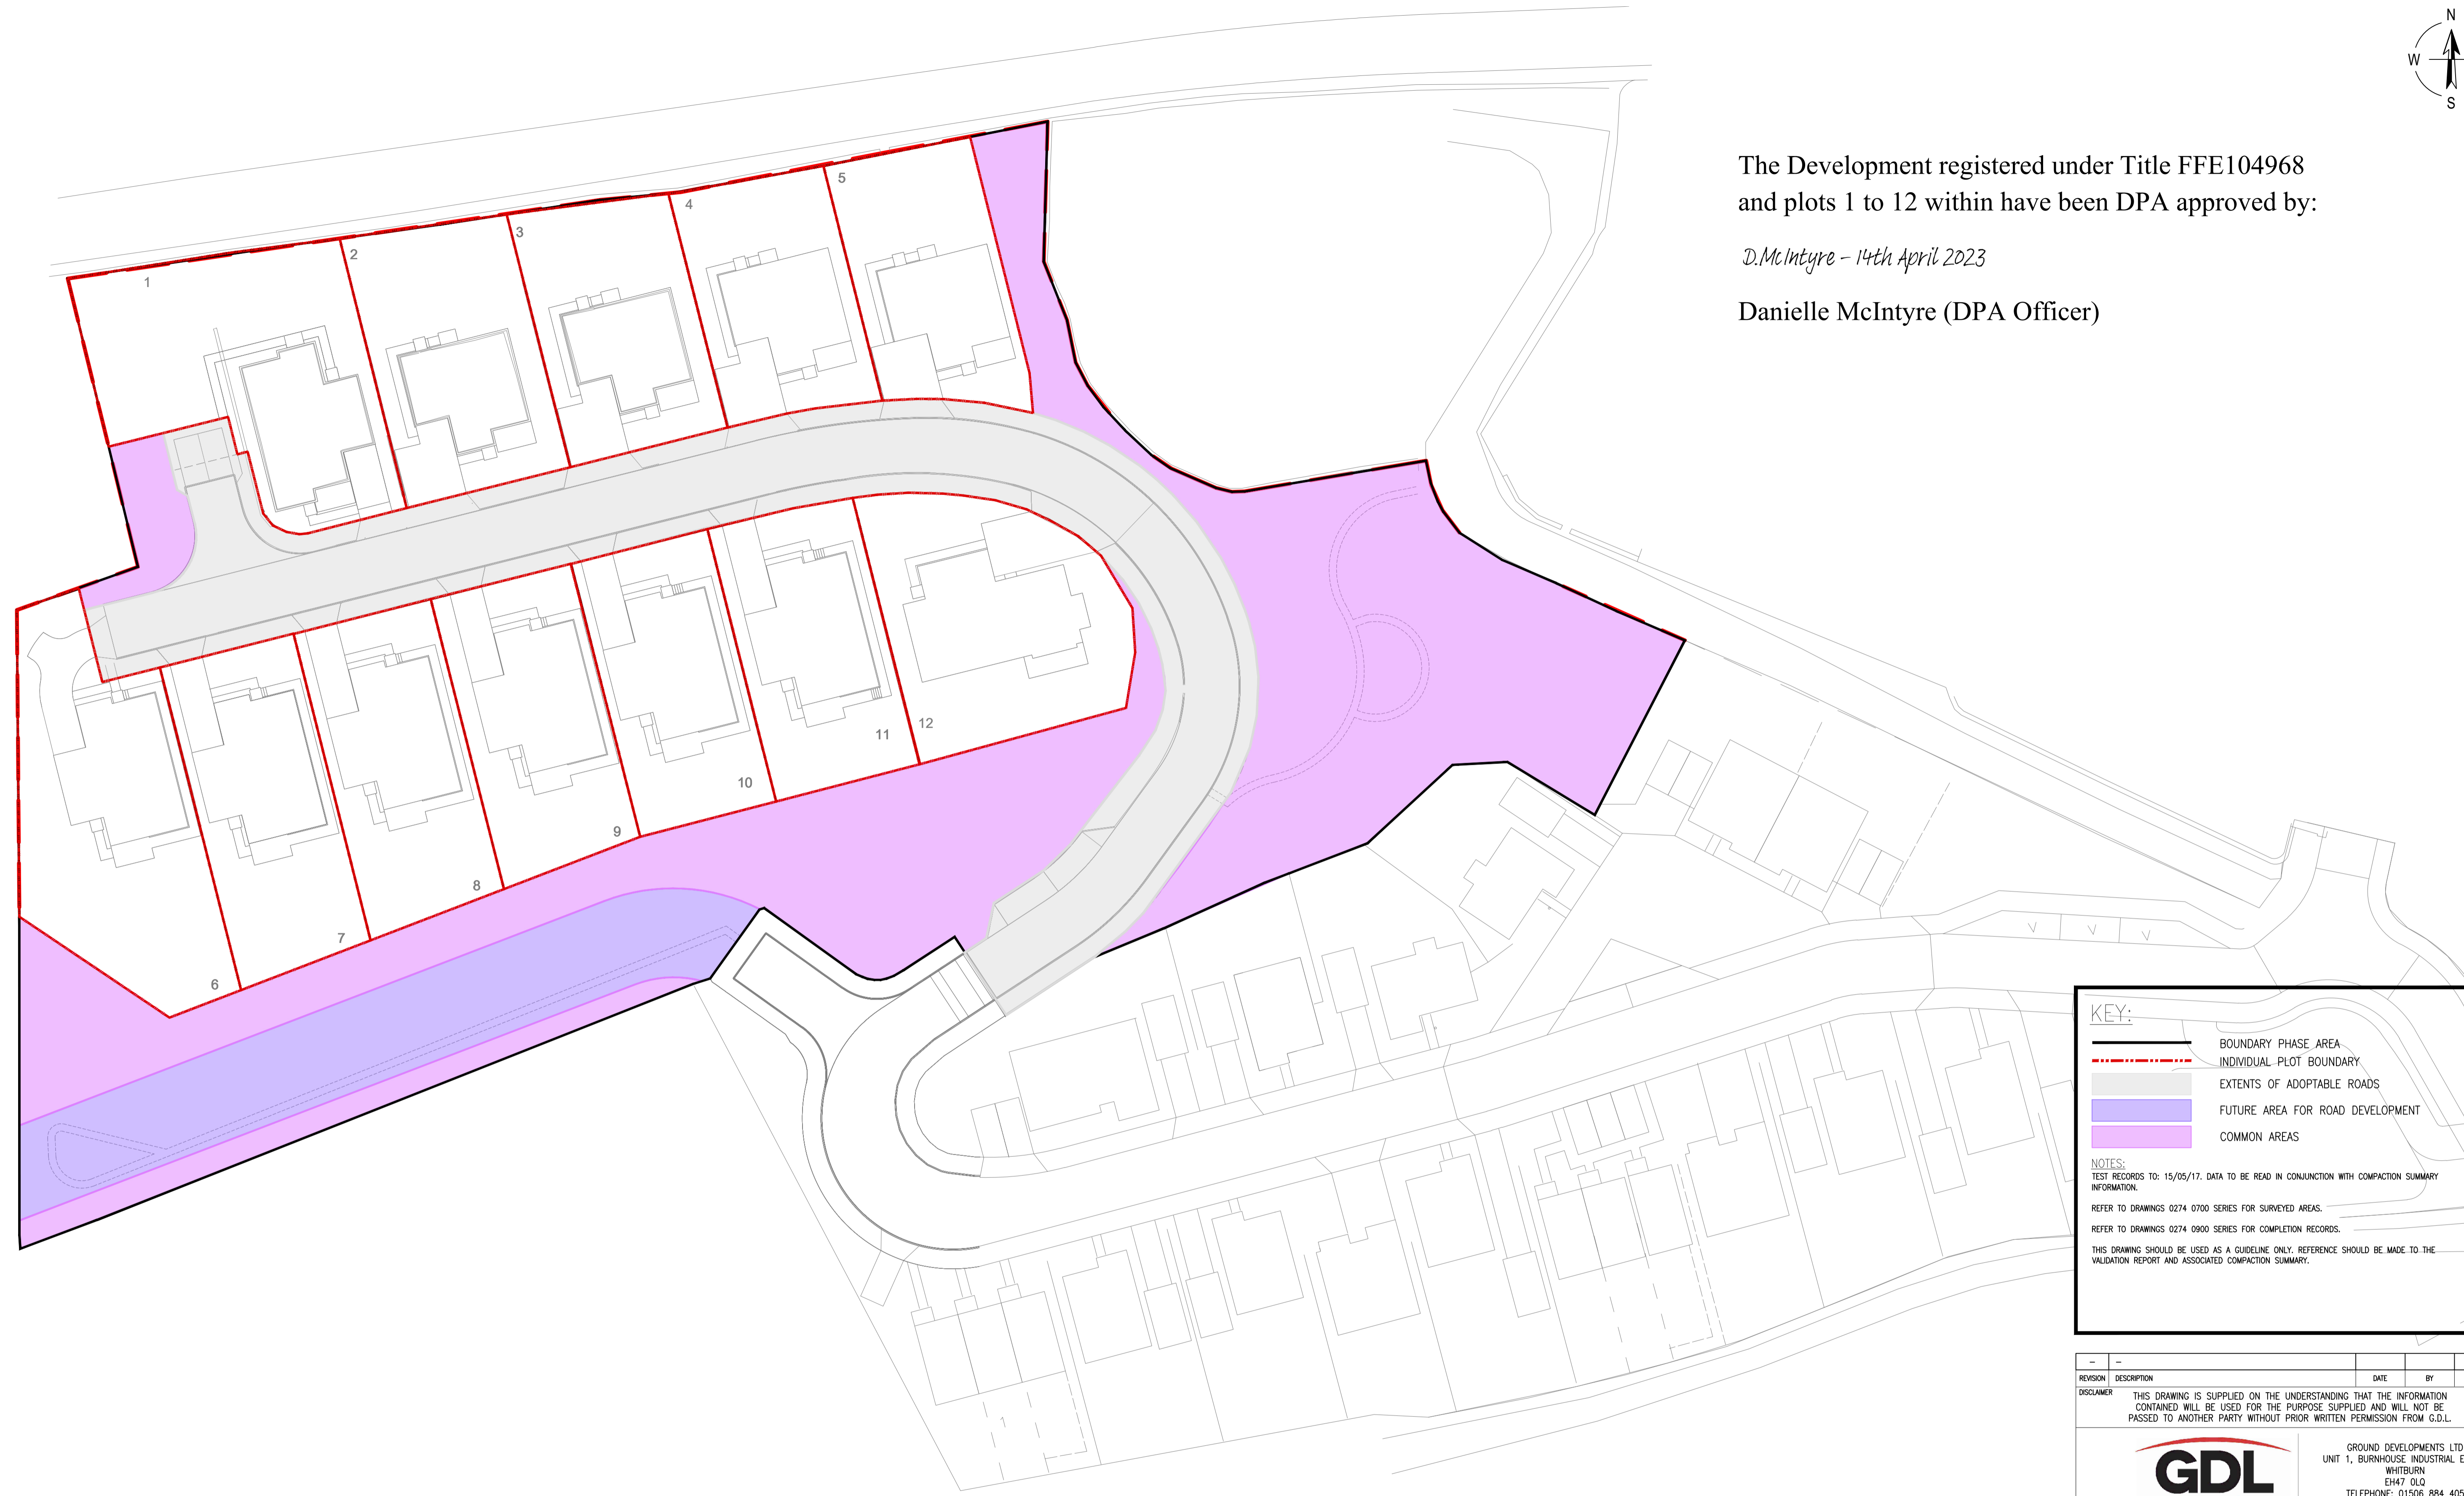 N
W
S
The Development registered under Title FFE104968
and plots 1 to 12 within have been DPA approved by:
D.McIntyre - 14th April 2023
Danielle McIntyre (DPA Officer)
1
2
3
4
5
6
7
8
9
10
11
12
KEY:
BOUNDARY PHASE AREA
INDIVIDUAL PLOT BOUNDARY
EXTENTS OF ADOPTABLE ROADS
FUTURE AREA FOR ROAD DEVELOPMENT
COMMON AREAS
NOTES:
TEST RECORDS TO: 15/05/17. DATA TO BE READ IN CONJUNCTION WITH COMPACTION SUMMARY
INFORMATION.
REFER TO DRAWINGS 0274 0700 SERIES FOR SURVEYED AREAS.
REFER TO DRAWINGS 0274 0900 SERIES FOR COMPLETION RECORDS.
THIS DRAWING SHOULD BE USED AS A GUIDELINE ONLY. REFERENCE SHOULD BE MADE TO THE
VALIDATION REPORT AND ASSOCIATED COMPACTION SUMMARY.
- -
REVISION DESCRIPTION DATE BY
DISCLAIMER THIS DRAWING IS SUPPLIED ON THE UNDERSTANDING THAT THE INFORMATION
CONTAINED WILL BE USED FOR THE PURPOSE SUPPLIED AND WILL NOT BE
PASSED TO ANOTHER PARTY WITHOUT PRIOR WRITTEN PERMISSION FROM G.D.L.
GDL
GROUND DEVELOPMENTS LTD
UNIT 1, BURNHOUSE INDUSTRIAL E
WHITBURN
EH47 0LQ
TELEPHONE: 01506 884 405